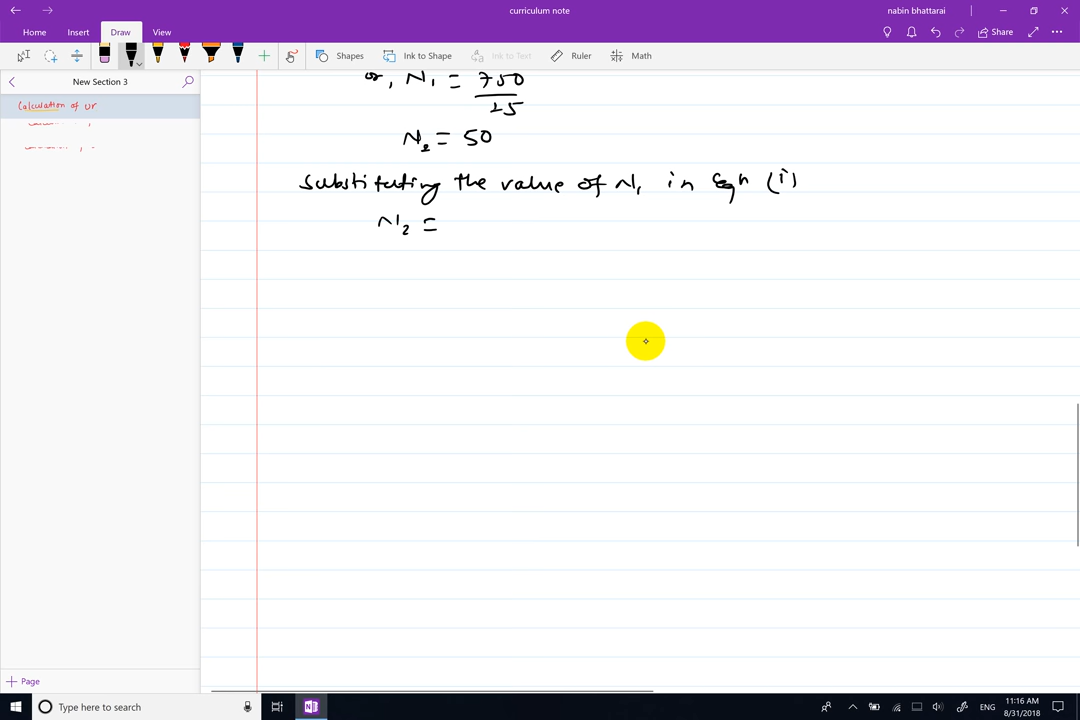 curriculum note
nabin bhattarai
Home Insert Draw View
Share
Shapes Ink to Shape Ink to Text Ruler Math
New Section 3
Calculation of ur
or, N1 = 750
25
N2 = 50
Substituting the value of N1 in eqn (i)
N2 =
+ Page
Type here to search
ENG
11:16 AM
8/31/2018